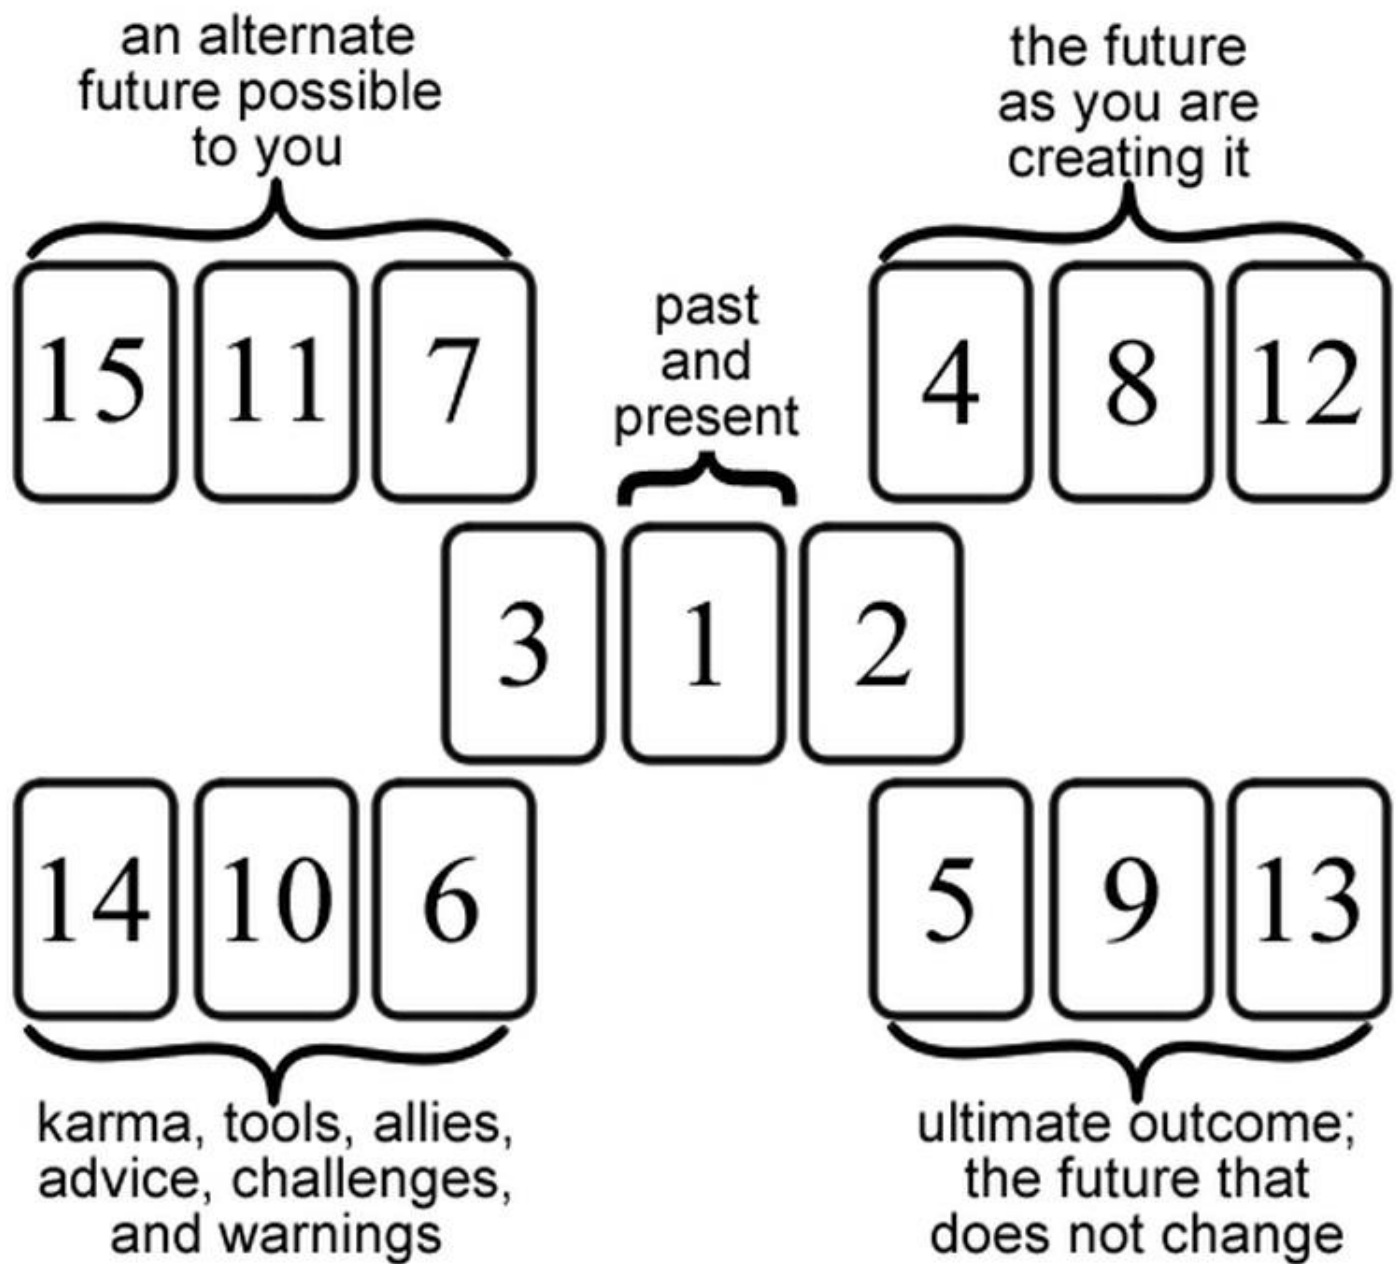 an alternate
future possible
to you
the future
as you are
creating it
past
and
present
15 11 7
4 8 12
3 1 2
14 10 6
5 9 13
karma, tools, allies,
advice, challenges,
and warnings
ultimate outcome;
the future that
does not change